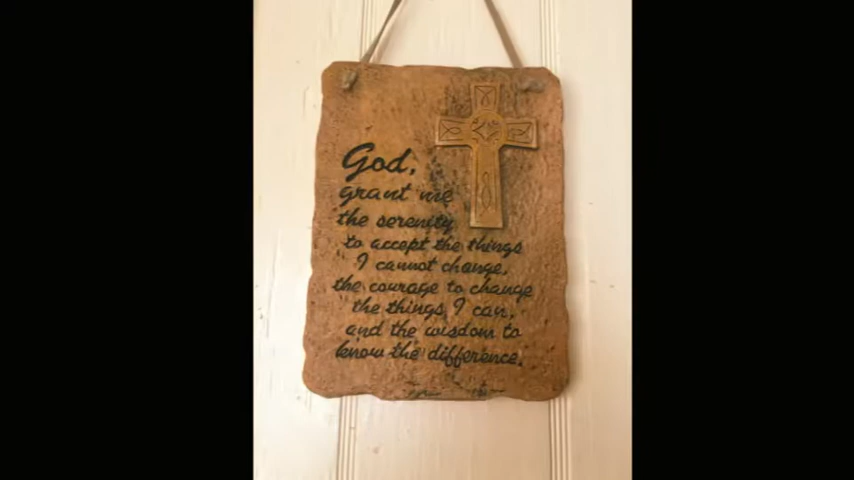 God,
grant me
the serenity
to accept the things
I cannot change,
the courage to change
the things I can,
and the wisdom to
know the difference.